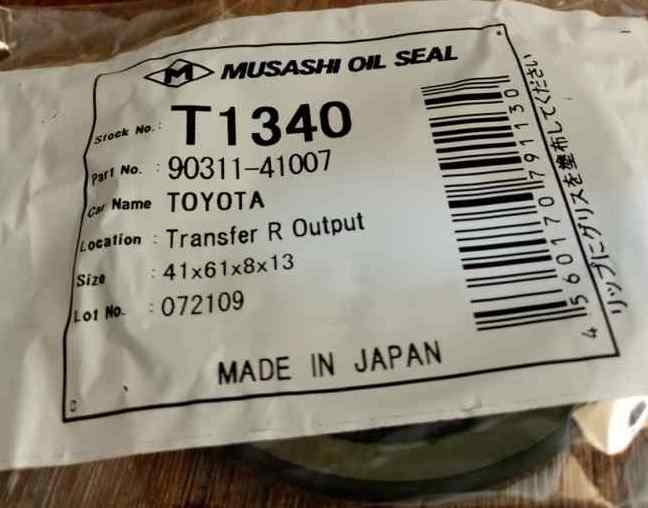 M MUSASHI OIL SEAL
Stock No. : T1340
Part No. : 90311-41007
Car Name TOYOTA
Location : Transfer R Output
Size : 41x61x8x13
Lot No. : 072109
MADE IN JAPAN
4 560170 791130
リップにグリスを塗布してください